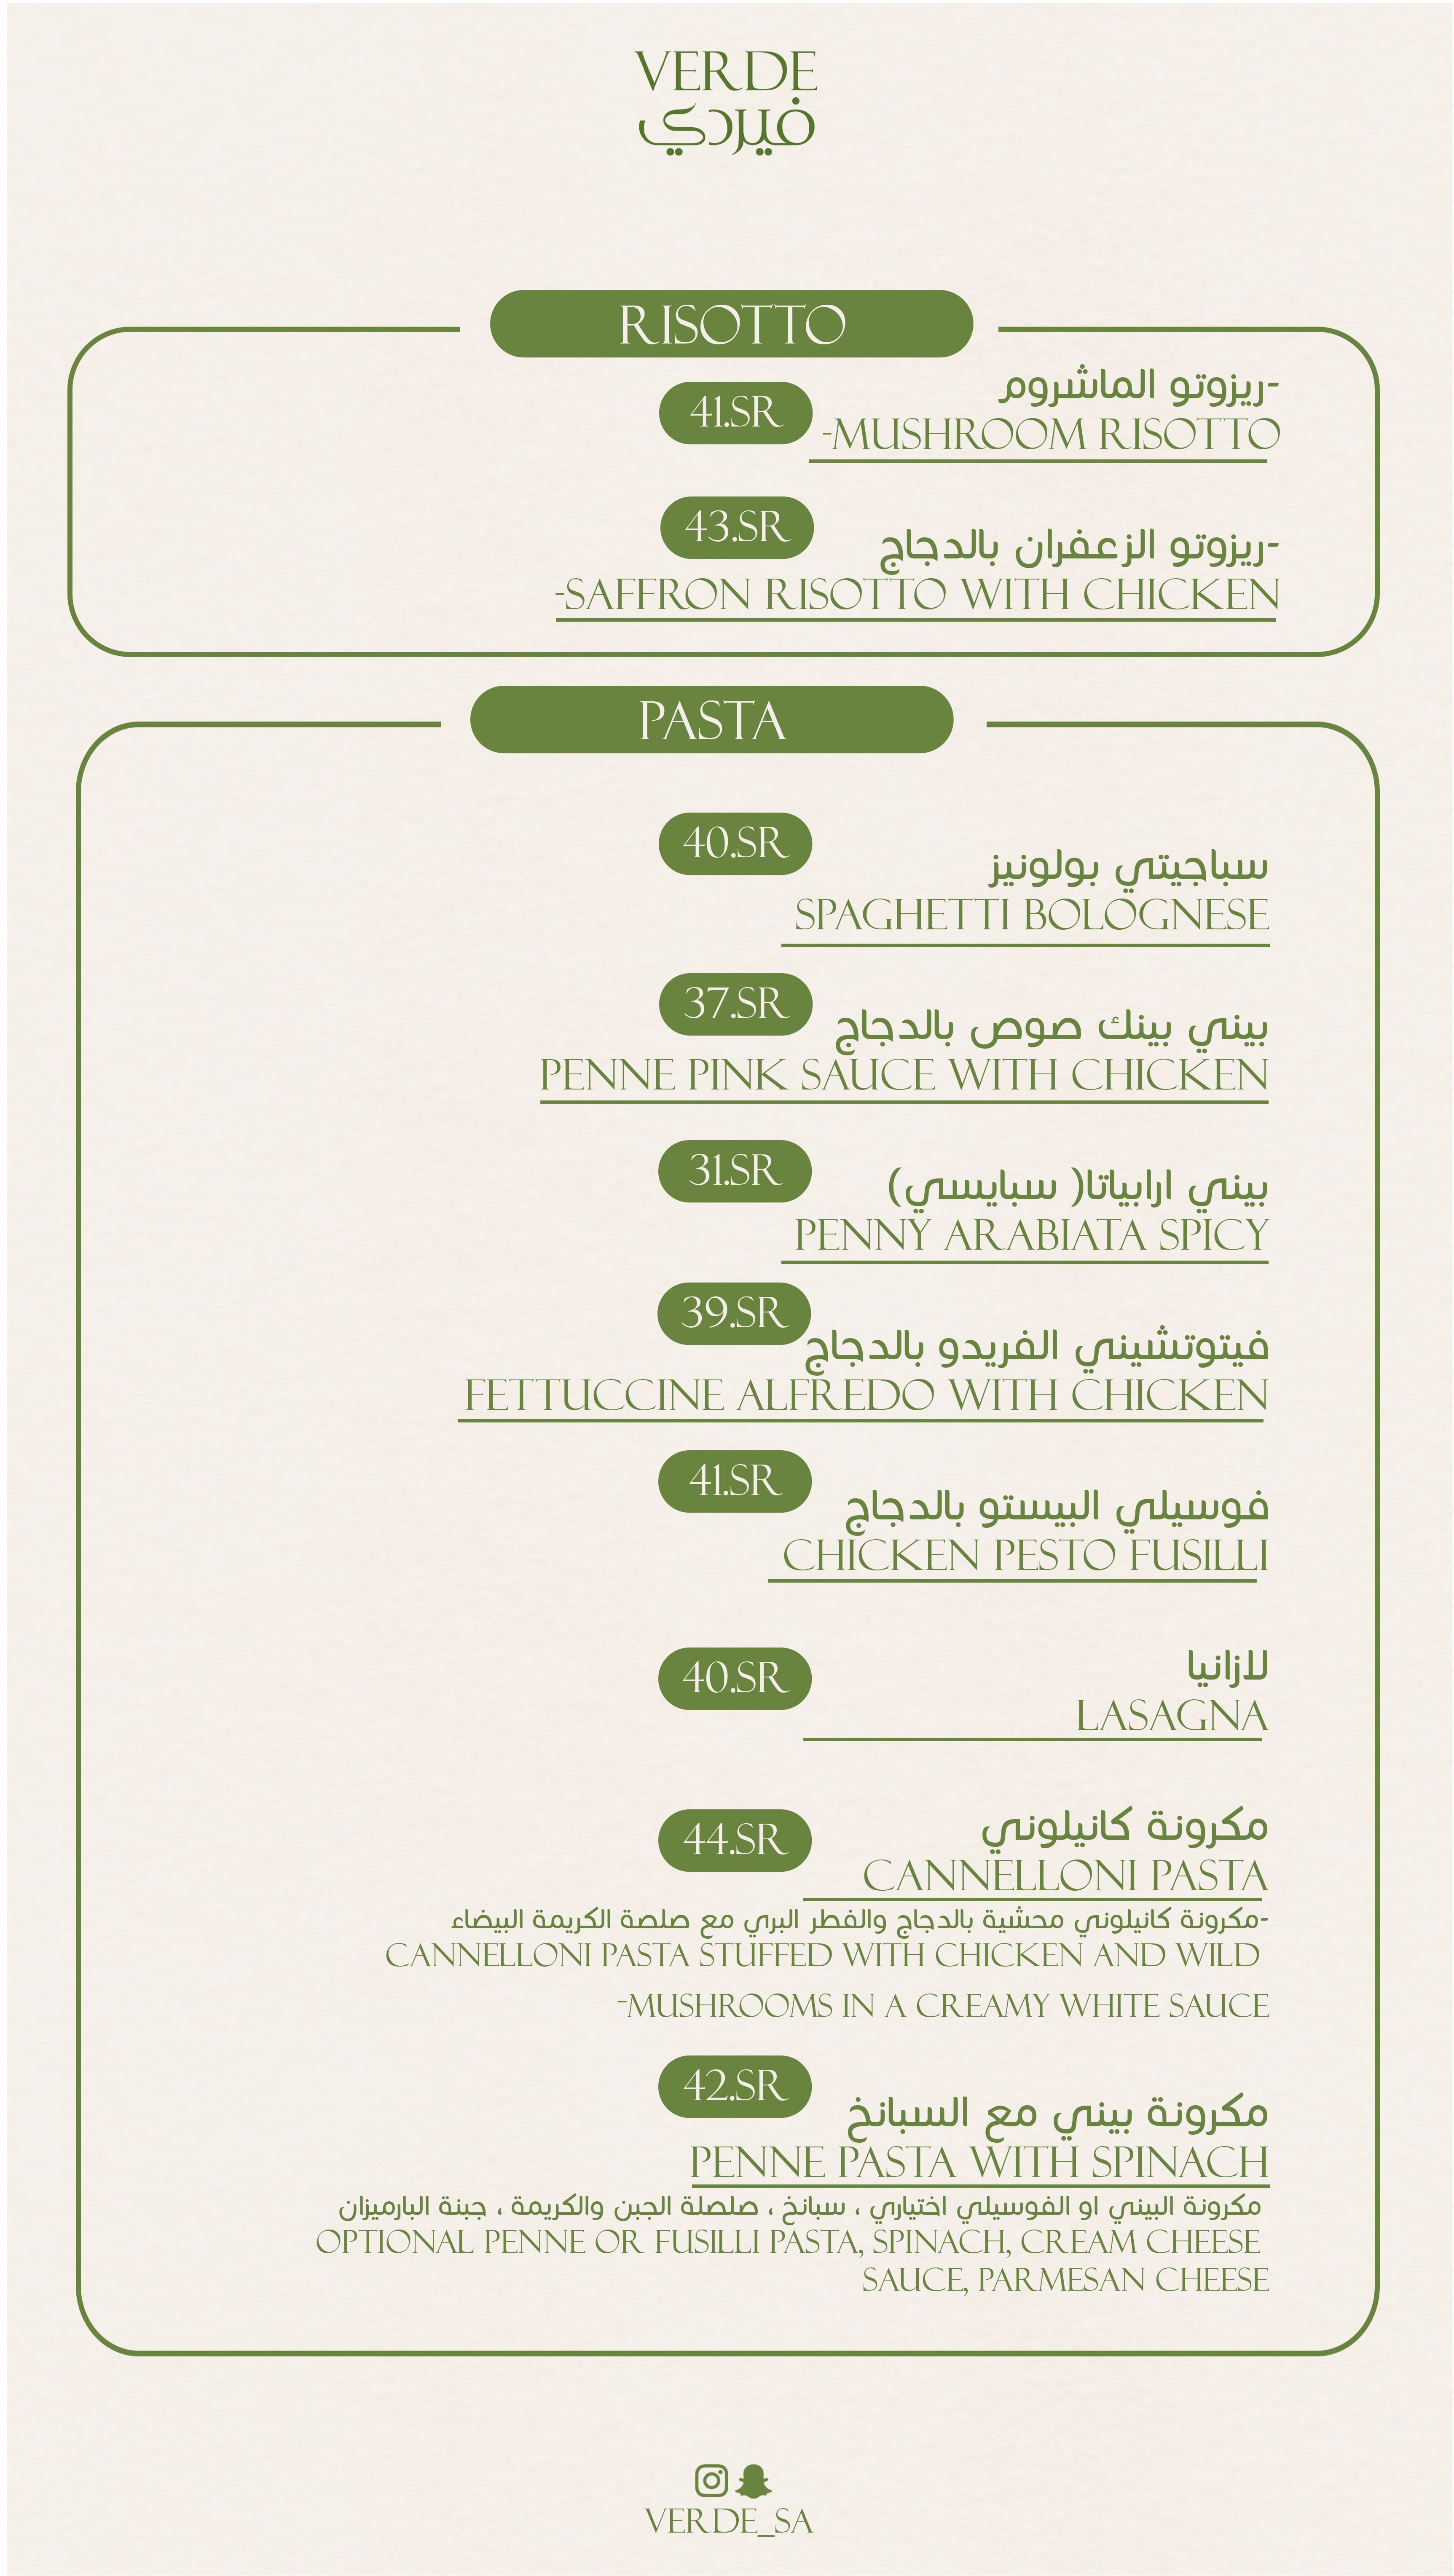 VERDE
فيردي
RISOTTO
-ريزوتو الماشروم
41.SR
-MUSHROOM RISOTTO
43.SR
-ريزوتو الزعفران بالدجاج
-SAFFRON RISOTTO WITH CHICKEN
PASTA
40.SR
سباجيتي بولونيز
SPAGHETTI BOLOGNESE
37.SR
بيني بينك صوص بالدجاج
PENNE PINK SAUCE WITH CHICKEN
31.SR
بيني ارابياتا( سبايسي)
PENNY ARABIATA SPICY
39.SR
فيتوتشيني الفريدو بالدجاج
FETTUCCINE ALFREDO WITH CHICKEN
41.SR
فوسيلي البيستو بالدجاج
CHICKEN PESTO FUSILLI
40.SR
لازانيا
LASAGNA
44.SR
مكرونة كانيلوني
CANNELLONI PASTA
-مكرونة كانيلوني محشية بالدجاج والفطر البري مع صلصة الكريمة البيضاء
CANNELLONI PASTA STUFFED WITH CHICKEN AND WILD
-MUSHROOMS IN A CREAMY WHITE SAUCE
42.SR
مكرونة بيني مع السبانخ
PENNE PASTA WITH SPINACH
مكرونة البيني او الفوسيلي اختياري ، سبانخ ، صلصلة الجبن والكريمة ، جبنة البارميزان
OPTIONAL PENNE OR FUSILLI PASTA, SPINACH, CREAM CHEESE
SAUCE, PARMESAN CHEESE
VERDE_SA